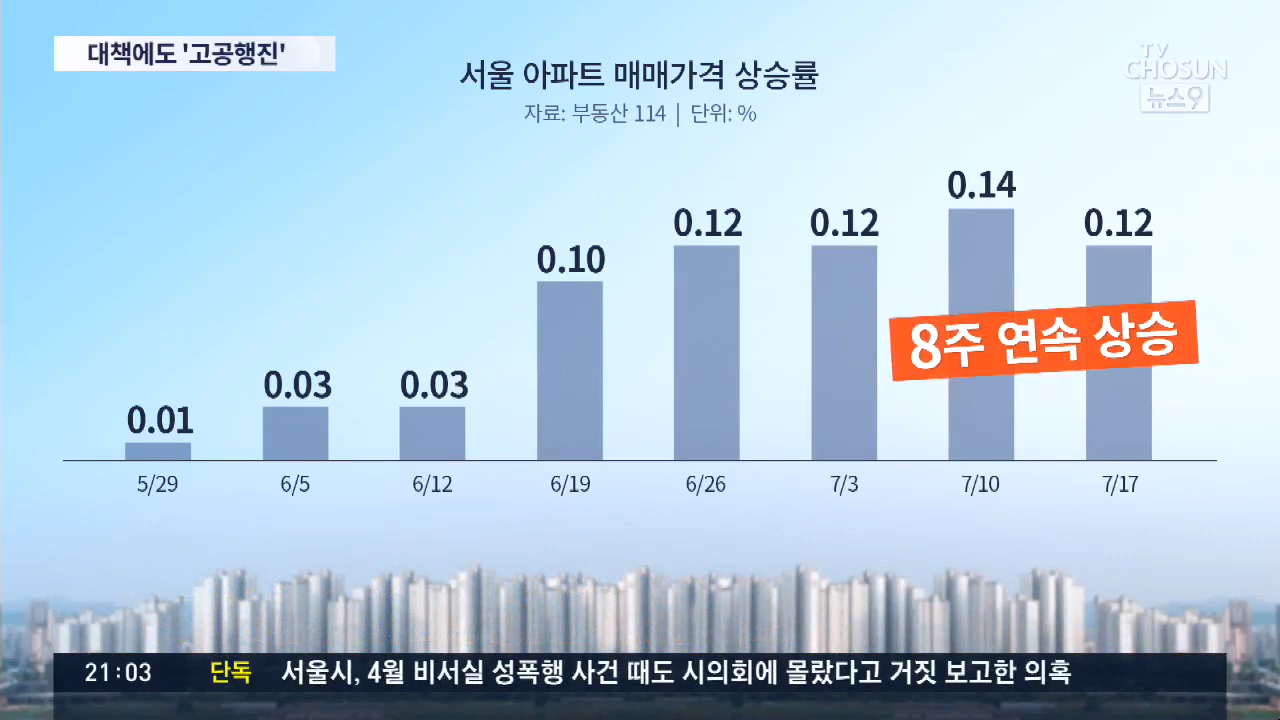 대책에도 '고공행진'
TV
CHOSUN
뉴스9
서울 아파트 매매가격 상승률
자료: 부동산 114 | 단위: %
0.01
0.03
0.03
0.10
0.12
0.12
0.14
0.12
8주 연속 상승
5/29
6/5
6/12
6/19
6/26
7/3
7/10
7/17
21:03 단독 서울시, 4월 비서실 성폭행 사건 때도 시의회에 몰랐다고 거짓 보고한 의혹